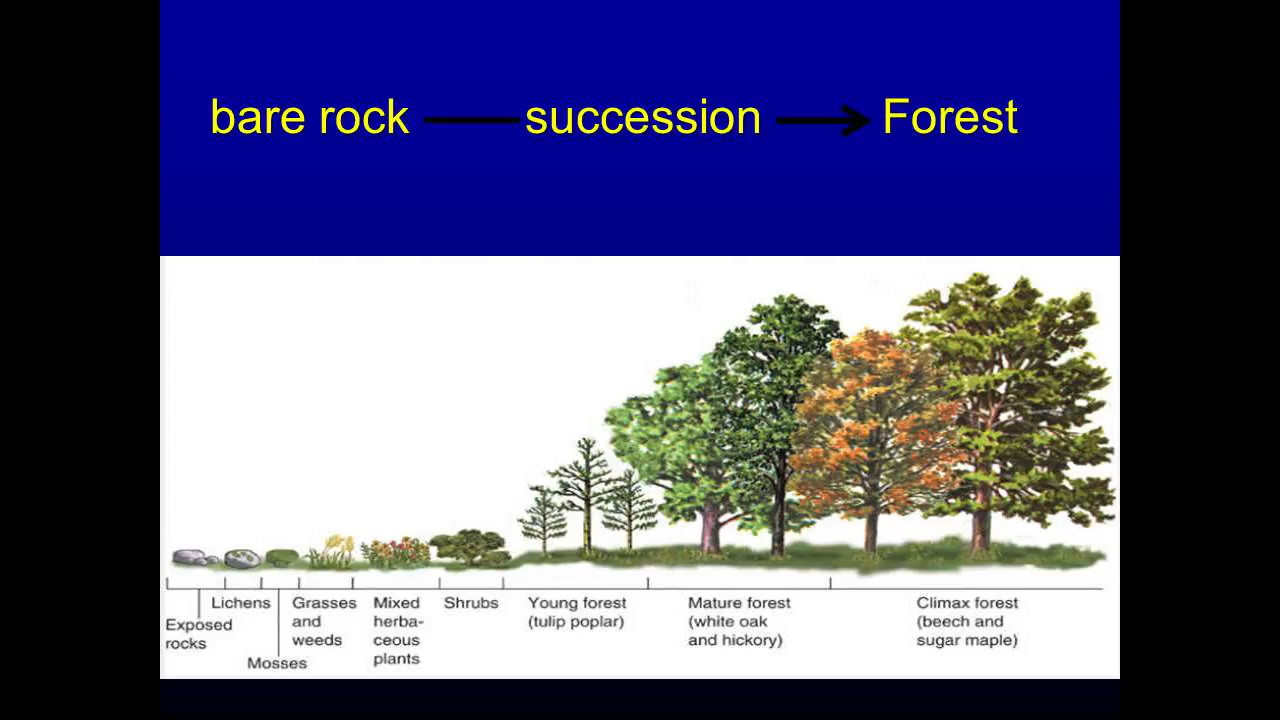 bare rock succession Forest
Lichens
Exposed
rocks
Mosses
Grasses
and
weeds
Mixed
herba-
ceous
plants
Shrubs
Young forest
(tulip poplar)
Mature forest
(white oak
and hickory)
Climax forest
(beech and
sugar maple)